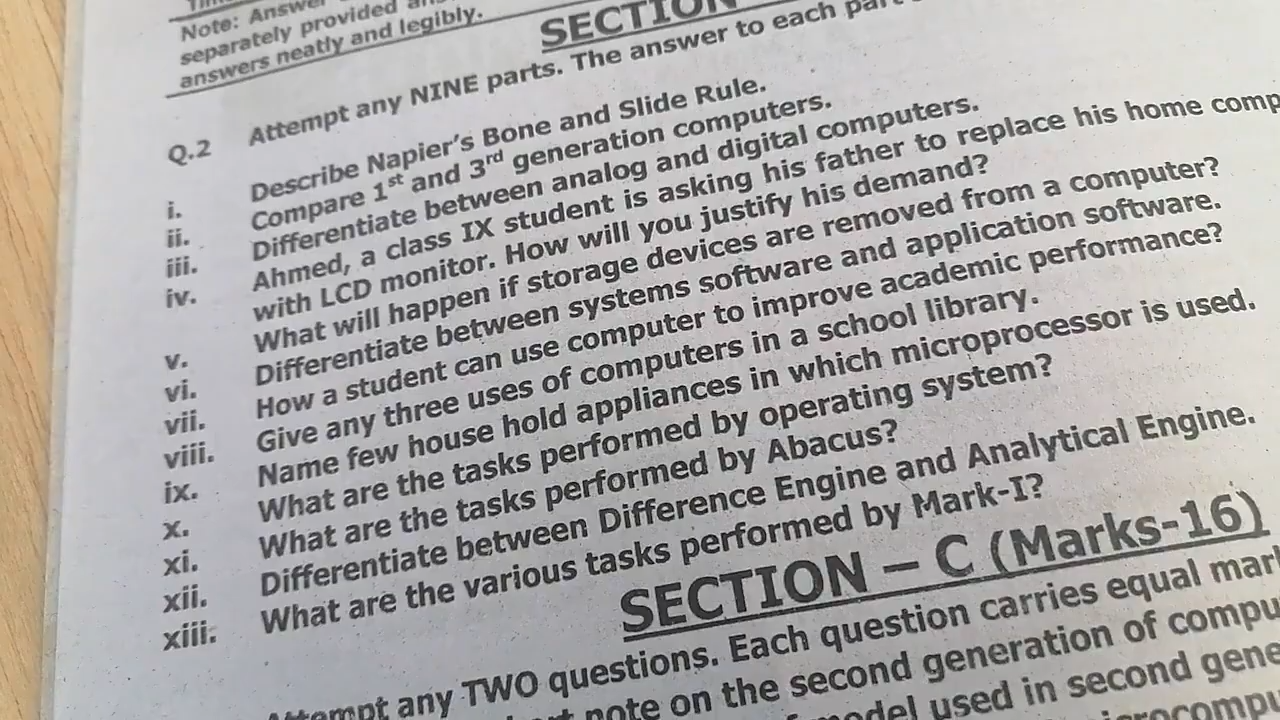 Note: Answer
separately provided
answers neatly and legibly.
SECTION
Q.2 Attempt any NINE parts. The answer to each part
i. Describe Napier's Bone and Slide Rule.
ii. Compare 1st and 3rd generation computers.
iii. Differentiate between analog and digital computers.
iv. Ahmed, a class IX student is asking his father to replace his home
with LCD monitor. How will you justify his demand?
v. What will happen if storage devices are removed from a computer?
vi. Differentiate between systems software and application software.
vii. How a student can use computer to improve academic performance?
viii. Give any three uses of computers in a school library.
ix. Name few house hold appliances in which microprocessor is used.
x. What are the tasks performed by operating system?
xi. What are the tasks performed by Abacus?
xii. Differentiate between Difference Engine and Analytical Engine.
xiii. What are the various tasks performed by Mark-I?
SECTION – C (Marks-16)
any TWO questions. Each question carries equal
note on the second generation of
used in second